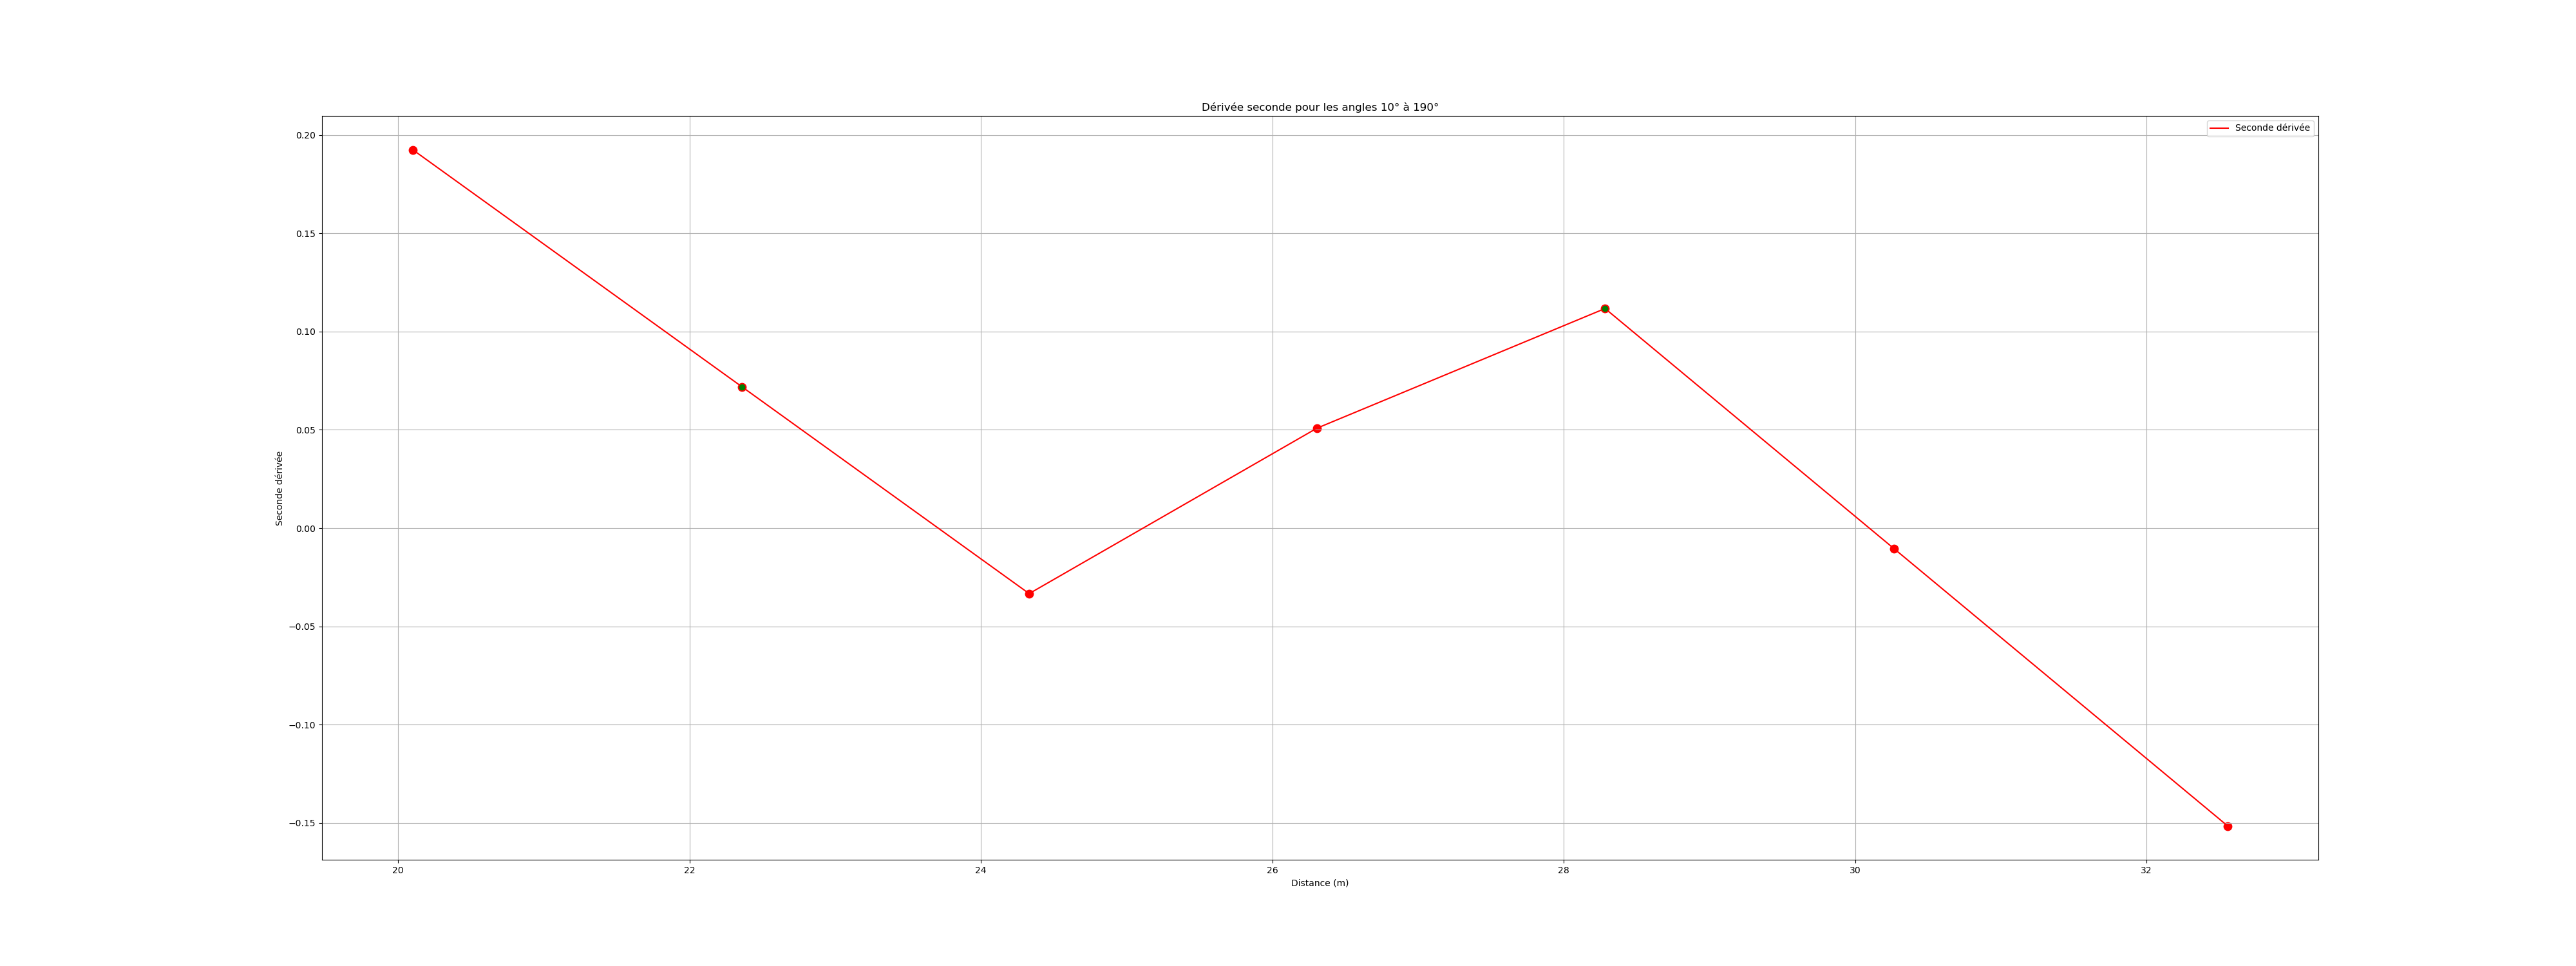 Dérivée seconde pour les angles 10° à 190°
Seconde dérivée
0.20
0.15
0.10
0.05
0.00
−0.05
−0.10
−0.15
Seconde dérivée
20 22 24 26 28 30 32
Distance (m)